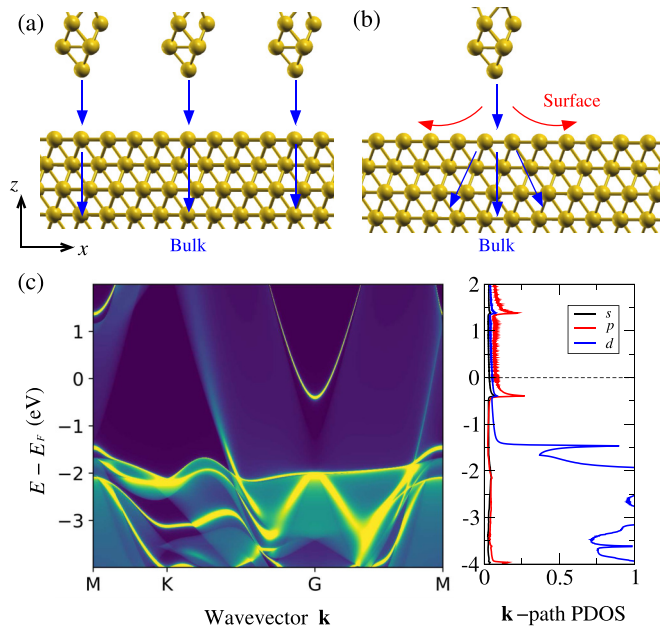 (a)
(b)
Surface
z
x
Bulk
Bulk
(c)
E − E_F (eV)
1
0
−1
−2
−3
M
K
G
M
Wavevector k
2
1
0
-1
-2
-3
-4
s
p
d
0
0.5
1
k-path PDOS